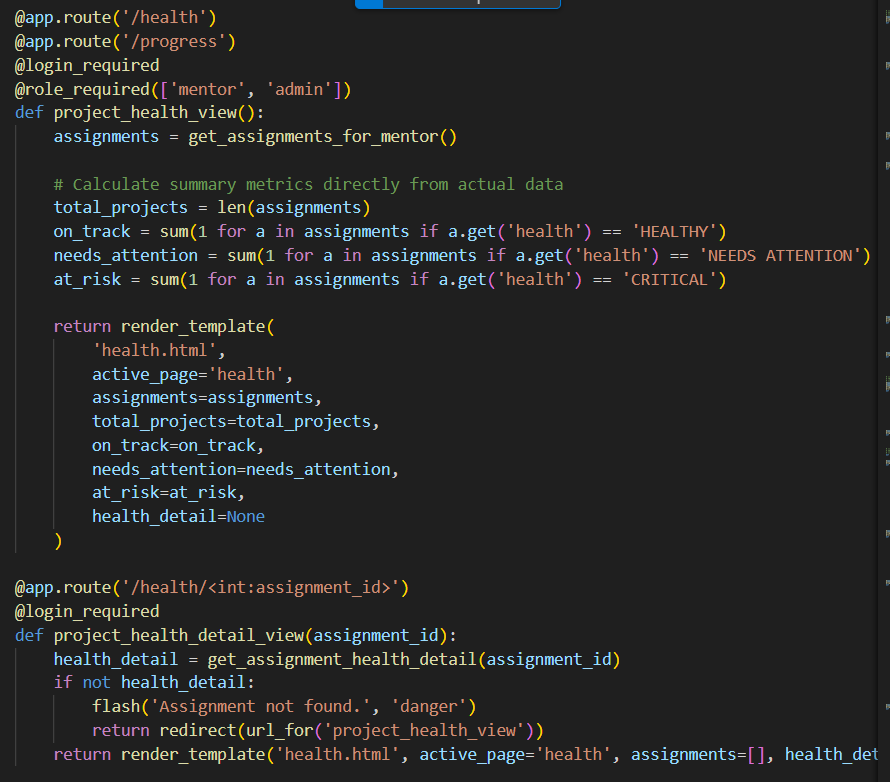 @app.route('/health')
@app.route('/progress')
@login_required
@role_required(['mentor', 'admin'])
def project_health_view():
    assignments = get_assignments_for_mentor()

    # Calculate summary metrics directly from actual data
    total_projects = len(assignments)
    on_track = sum(1 for a in assignments if a.get('health') == 'HEALTHY')
    needs_attention = sum(1 for a in assignments if a.get('health') == 'NEEDS ATTENTION')
    at_risk = sum(1 for a in assignments if a.get('health') == 'CRITICAL')

    return render_template(
        'health.html',
        active_page='health',
        assignments=assignments,
        total_projects=total_projects,
        on_track=on_track,
        needs_attention=needs_attention,
        at_risk=at_risk,
        health_detail=None
    )

@app.route('/health/<int:assignment_id>')
@login_required
def project_health_detail_view(assignment_id):
    health_detail = get_assignment_health_detail(assignment_id)
    if not health_detail:
        flash('Assignment not found.', 'danger')
        return redirect(url_for('project_health_view'))
    return render_template('health.html', active_page='health', assignments=[], health_det